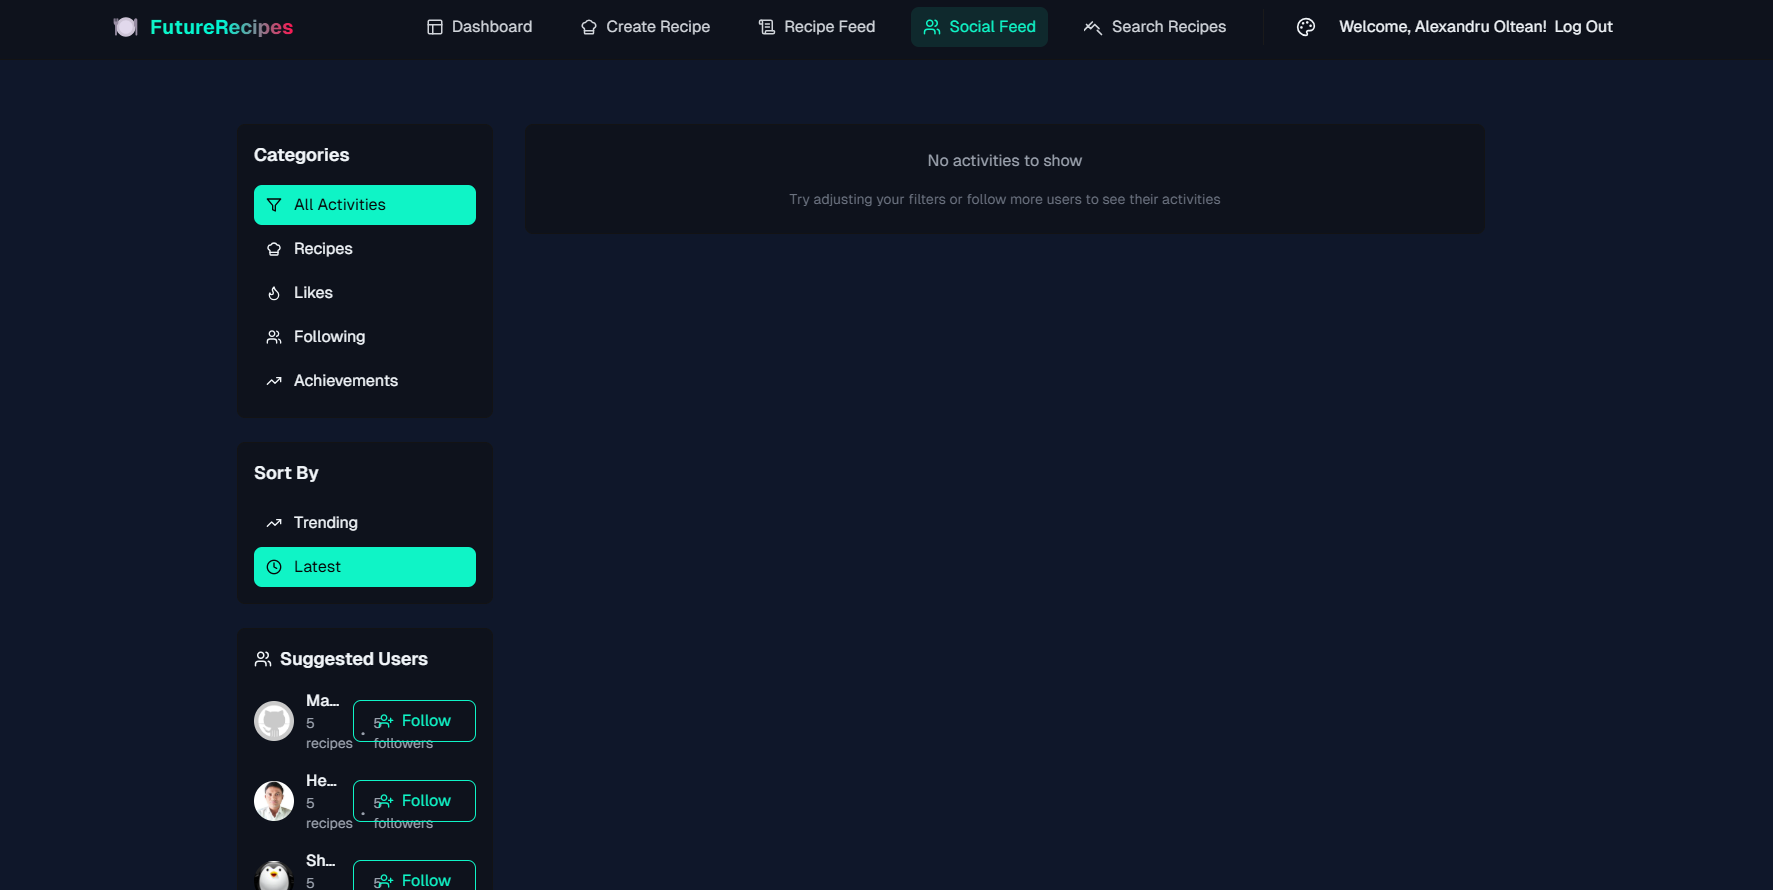 FutureRecipes
Dashboard
Create Recipe
Recipe Feed
Social Feed
Search Recipes
Welcome, Alexandru Oltean! Log Out
Categories
All Activities
Recipes
Likes
Following
Achievements
Sort By
Trending
Latest
Suggested Users
Ma...
5
recipes
•
5
followers
Follow
He...
5
recipes
•
5
followers
Follow
Sh...
5
5
Follow
No activities to show
Try adjusting your filters or follow more users to see their activities